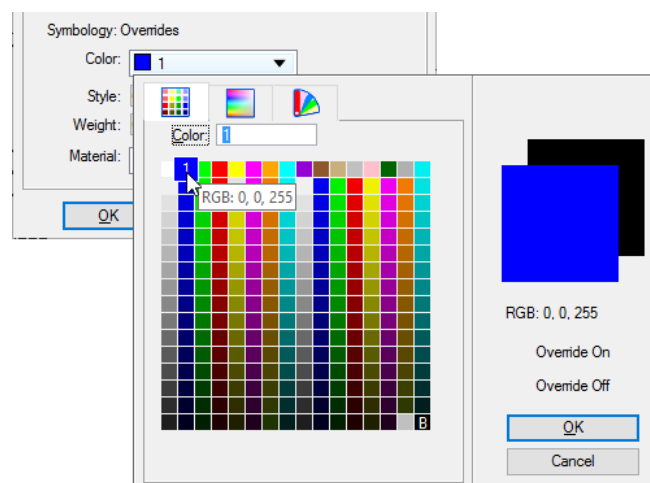 Symbology: Overrides
Color: 1
Style:
Weight:
Material:
OK
Color: 1
1
RGB: 0, 0, 255
B
RGB: 0, 0, 255
Override On
Override Off
OK
Cancel